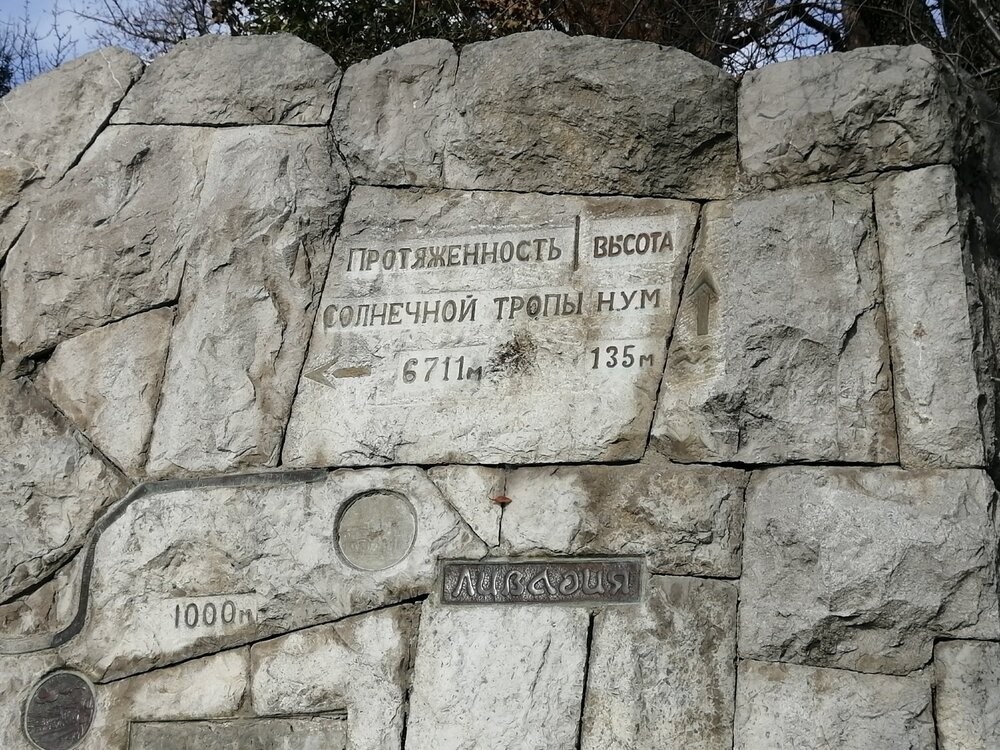 ПРОТЯЖЕННОСТЬ ВЫСОТА
СОЛНЕЧНОЙ ТРОПЫ Н.У.М
6711м 135м
1000м
Ливадия